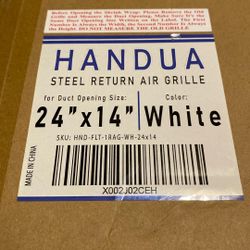 Before Opening the Shrink Wrap: Please Remove the Old
Grille and Measure the Duct Opening. Make Sure It's the
Same Duct Opening Size Written on the Label. The First
Number Is Always the Width, the Second Number is Always
the Height. DO NOT MEASURE THE OLD GRILLE
HANDUA
STEEL RETURN AIR GRILLE
for Duct Opening Size:
Color:
24"x14"
White
SKU: HND-FLT-1RAG-WH-24x14
MADE IN CHINA
X002J02CEH